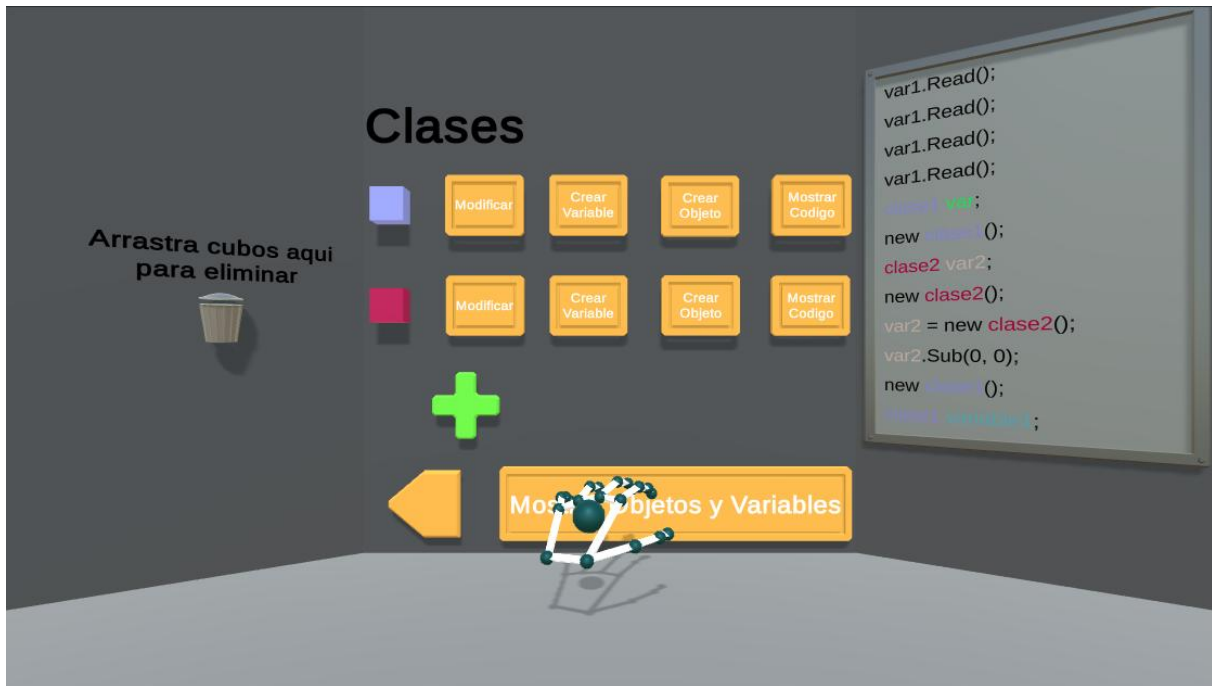 Arrastra cubos aqui
para eliminar
Clases
Modificar
Crear
Variable
Crear
Objeto
Mostrar
Codigo
Modificar
Crear
Variable
Crear
Objeto
Mostrar
Codigo
Objetos y Variables
var1.Read();
var1.Read();
var1.Read();
var1.Read();
var;
new ();
clase2 var2;
new clase2();
var2 = new clase2();
var2.Sub(0, 0);
new ();
;